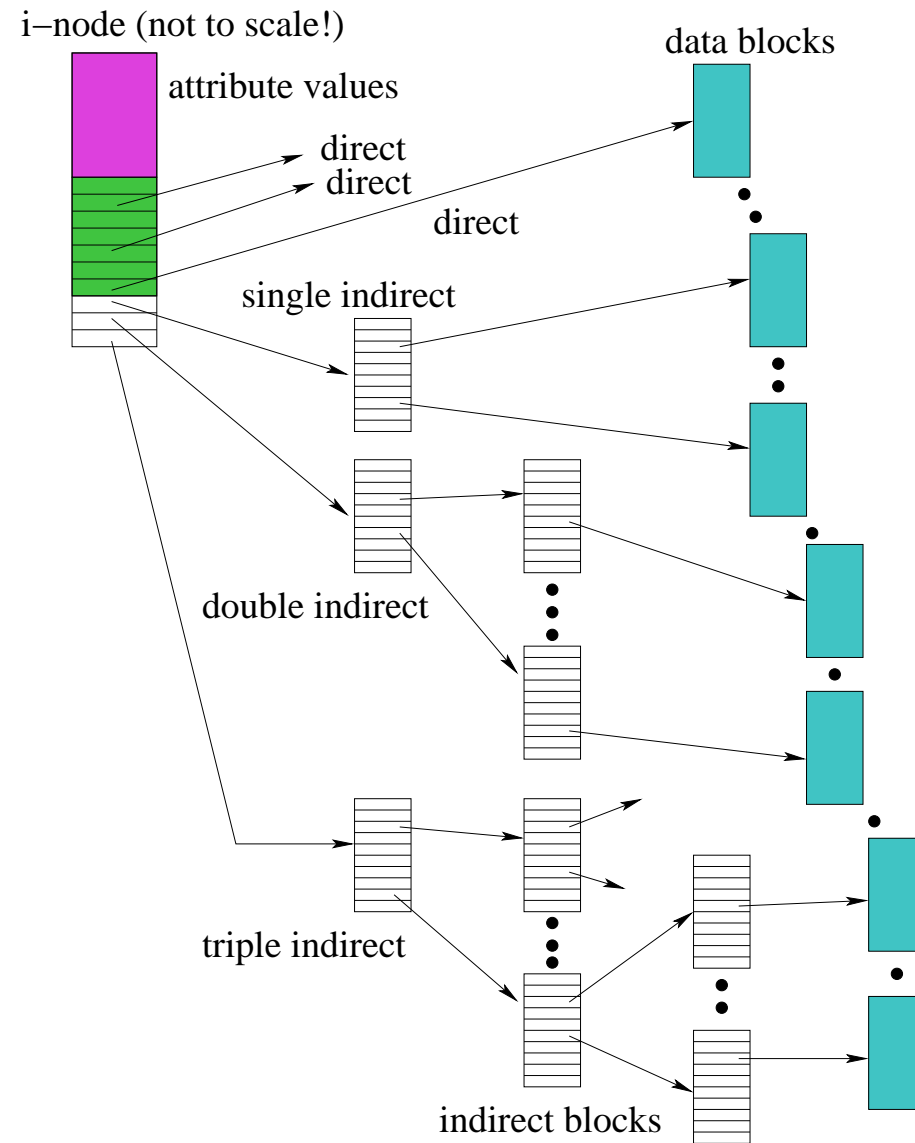 i−node (not to scale!)
data blocks
attribute values
direct
direct
direct
single indirect
double indirect
triple indirect
indirect blocks